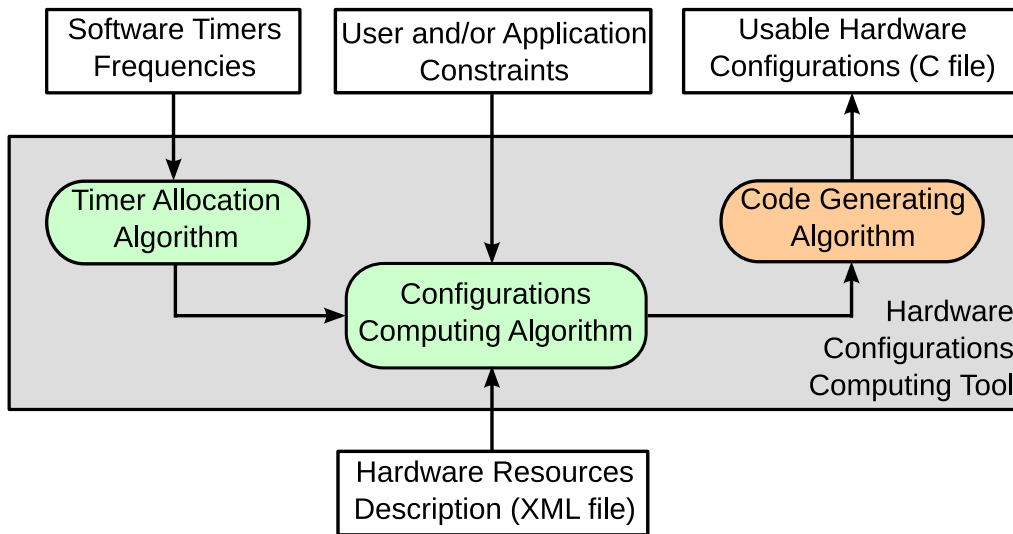 Software Timers
Frequencies
User and/or Application
Constraints
Usable Hardware
Configurations (C file)
Timer Allocation
Algorithm
Code Generating
Algorithm
Configurations
Computing Algorithm
Hardware
Configurations
Computing Tool
Hardware Resources
Description (XML file)